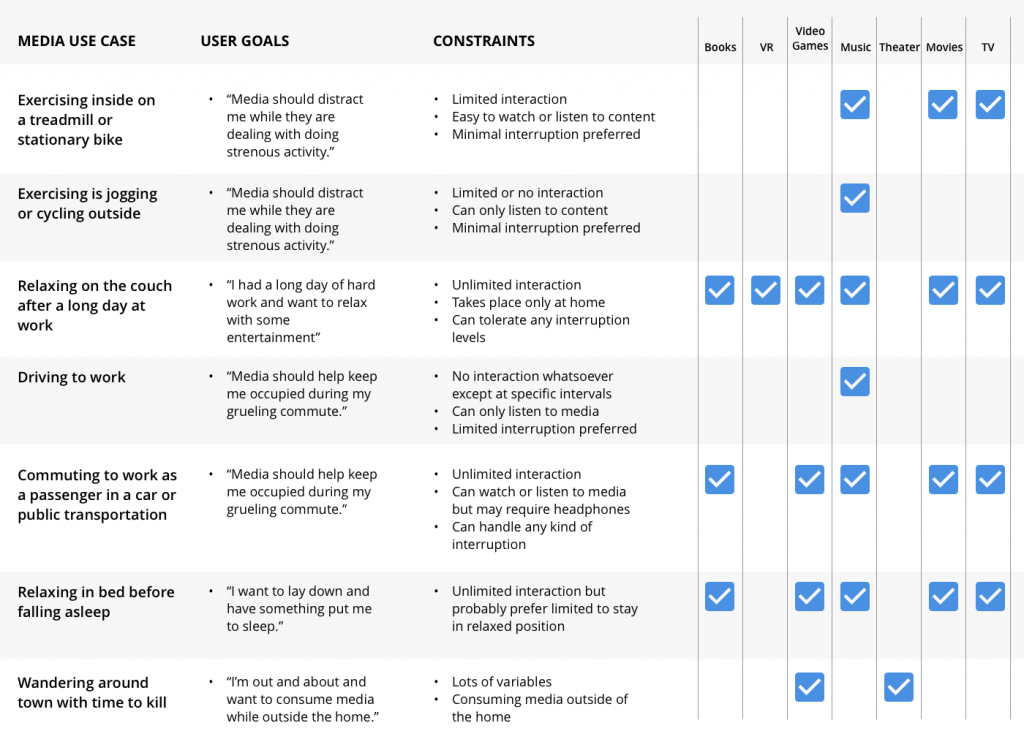 MEDIA USE CASE
USER GOALS
CONSTRAINTS
Books
VR
Video
Games
Music
Theater
Movies
TV
Exercising inside on
a treadmill or
stationary bike
• “Media should distract
me while they are
dealing with doing
strenous activity.”
• Limited interaction
• Easy to watch or listen to content
• Minimal interruption preferred
Exercising is jogging
or cycling outside
• “Media should distract
me while they are
dealing with doing
strenous activity.”
• Limited or no interaction
• Can only listen to content
• Minimal interruption preferred
Relaxing on the couch
after a long day at
work
• “I had a long day of hard
work and want to relax
with some
entertainment”
• Unlimited interaction
• Takes place only at home
• Can tolerate any interruption
levels
Driving to work
• “Media should help keep
me occupied during my
grueling commute.”
• No interaction whatsoever
except at specific intervals
• Can only listen to media
• Limited interruption preferred
Commuting to work as
a passenger in a car or
public transportation
• “Media should help keep
me occupied during my
grueling commute.”
• Unlimited interaction
• Can watch or listen to media
but may require headphones
• Can handle any kind of
interruption
Relaxing in bed before
falling asleep
• “I want to lay down and
have something put me
to sleep.”
• Unlimited interaction but
probably prefer limited to stay
in relaxed position
Wandering around
town with time to kill
• “I’m out and about and
want to consume media
while outside the home.”
• Lots of variables
• Consuming media outside of
the home